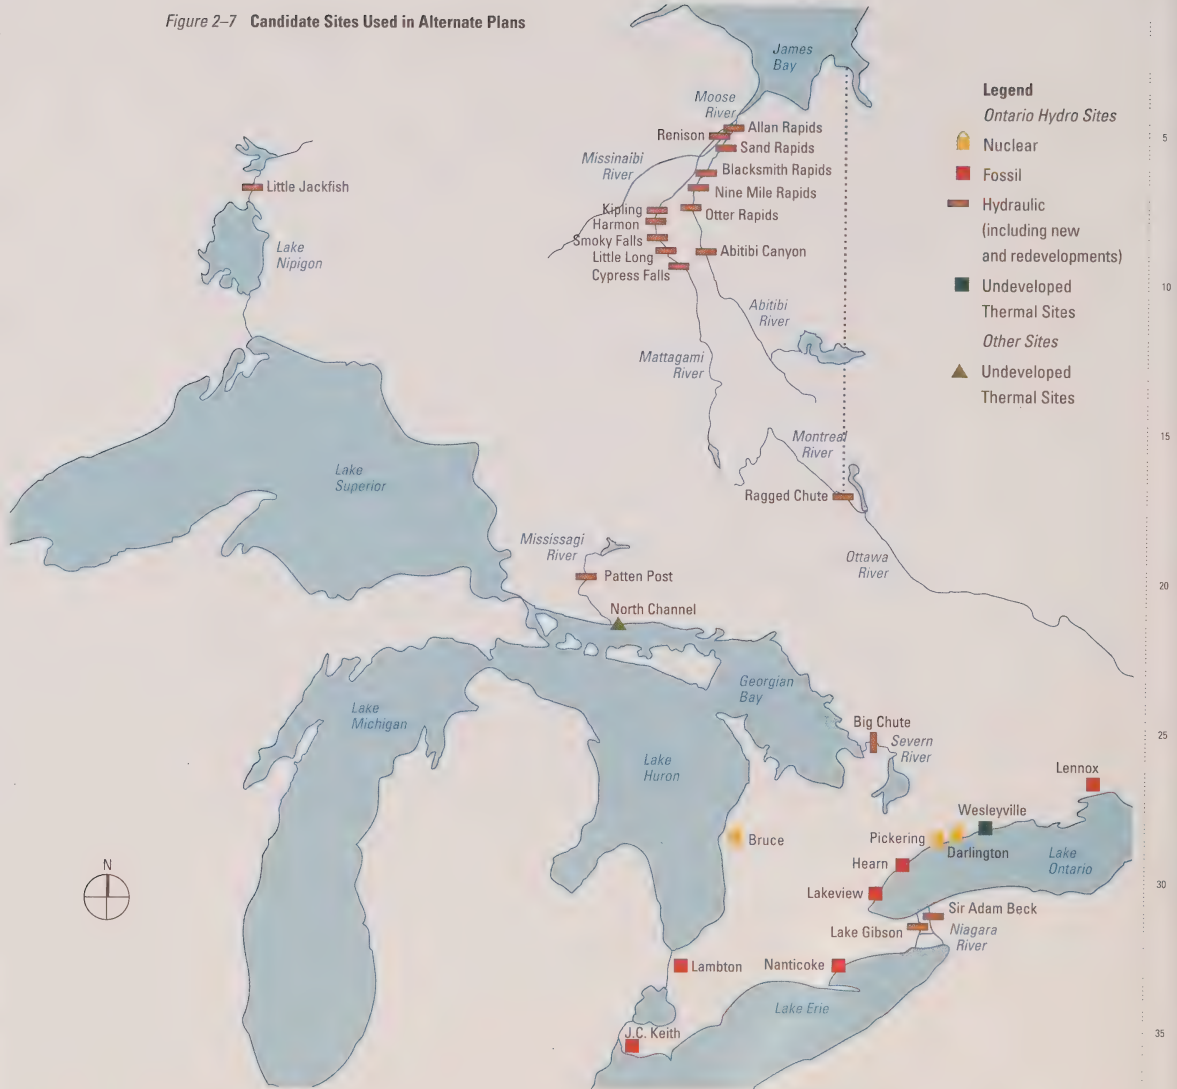 Figure 2–7 Candidate Sites Used in Alternate Plans
James
Bay
Moose
River
Allan Rapids
Renison
Sand Rapids
Missinaibi
River
Blacksmith Rapids
Nine Mile Rapids
Kipling
Otter Rapids
Harmon
Smoky Falls
Abitibi Canyon
Little Long
Cypress Falls
Little Jackfish
Lake
Nipigon
Abitibi
River
Mattagami
River
Montreal
River
Ragged Chute
Lake
Superior
Mississagi
River
Ottawa
River
Patten Post
North Channel
Georgian
Bay
Lake
Michigan
Big Chute
Severn
River
Lake
Huron
Lennox
Wesleyville
Bruce
Pickering
Darlington
Lake
Ontario
Hearn
Lakeview
Sir Adam Beck
Lake Gibson
Niagara
River
Lambton
Nanticoke
Lake Erie
J.C. Keith
N
Legend
Ontario Hydro Sites
Nuclear
Fossil
Hydraulic
(including new
and redevelopments)
Undeveloped
Thermal Sites
Other Sites
Undeveloped
Thermal Sites
5
10
15
20
25
30
35